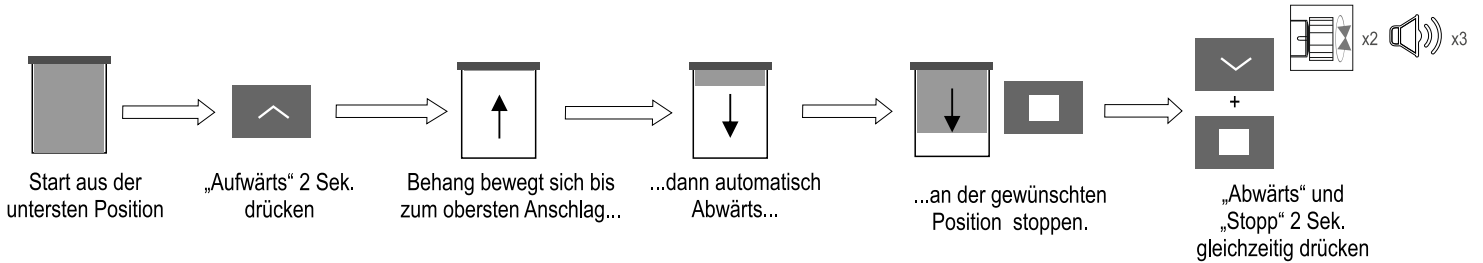 x2
x3
+
Start aus der
untersten Position
„Aufwärts“ 2 Sek.
drücken
Behang bewegt sich bis
zum obersten Anschlag...
...dann automatisch
Abwärts...
...an der gewünschten
Position stoppen.
„Abwärts“ und
„Stopp“ 2 Sek.
gleichzeitig drücken